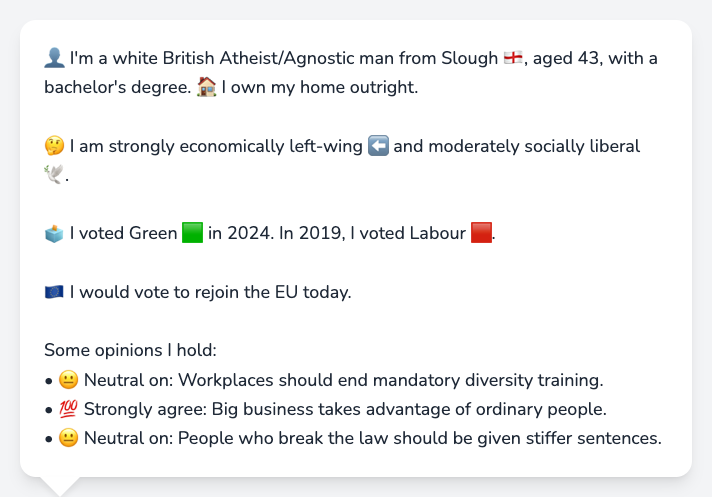 👤 I'm a white British Atheist/Agnostic man from Slough 🏴󠁧󠁢󠁥󠁮󠁧󠁿, aged 43, with a
bachelor's degree. 🏠 I own my home outright.
🤔 I am strongly economically left-wing ⬅️ and moderately socially liberal
🕊️.
🗳️ I voted Green 🟩 in 2024. In 2019, I voted Labour 🟥.
🇪🇺 I would vote to rejoin the EU today.
Some opinions I hold:
• 😐 Neutral on: Workplaces should end mandatory diversity training.
• 💯 Strongly agree: Big business takes advantage of ordinary people.
• 😐 Neutral on: People who break the law should be given stiffer sentences.